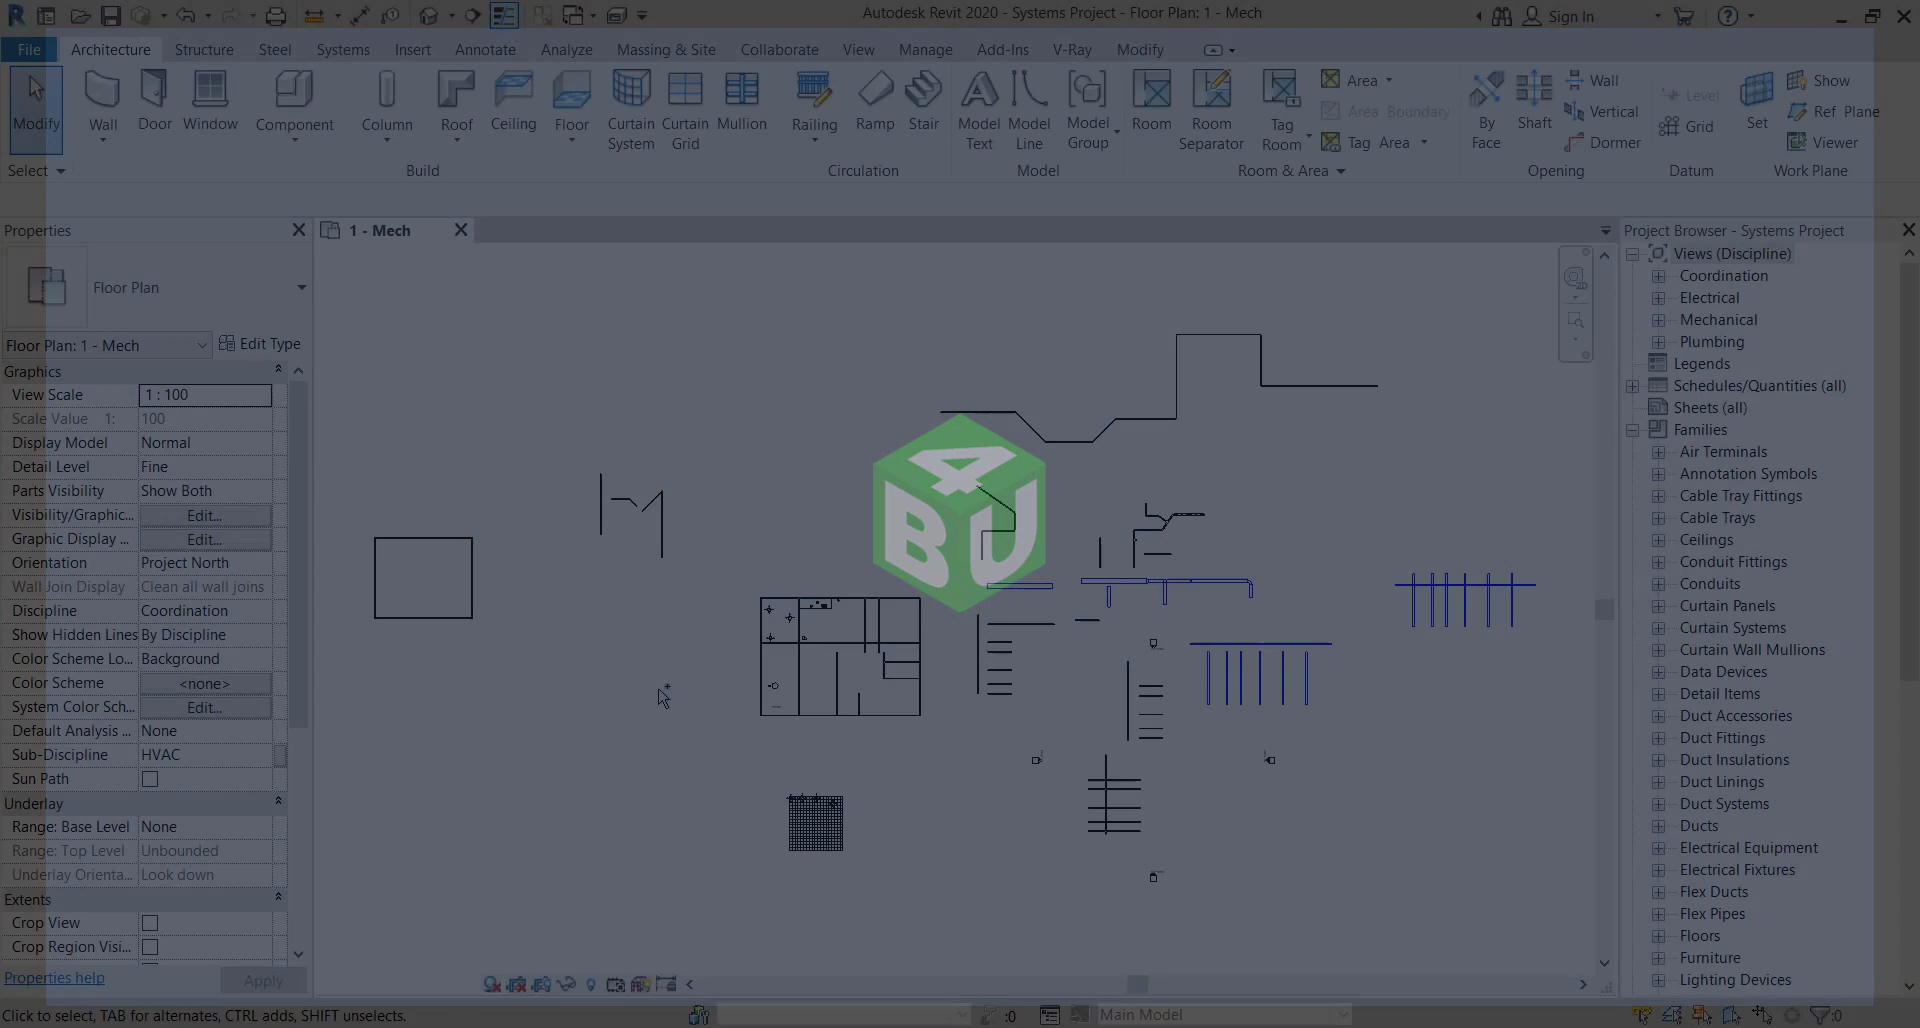 Autodesk Revit 2020 - Systems Project - Floor Plan: 1 - Mech
Sign In
File Architecture Structure Steel Systems Insert Annotate Analyze Massing & Site Collaborate View Manage Add-Ins V-Ray Modify
Modify
Wall
Door
Window
Component
Column
Roof
Ceiling
Floor
Curtain System
Curtain Grid
Mullion
Railing
Ramp
Stair
Model Text
Model Line
Model Group
Room
Room Separator
Tag Room
Area
Area Boundary
Tag Area
By Face
Shaft
Wall
Vertical
Dormer
Level
Grid
Set
Show
Ref Plane
Viewer
Select
Build
Circulation
Model
Room & Area
Opening
Datum
Work Plane
Properties
Floor Plan
Floor Plan: 1 - Mech
Edit Type
Graphics
View Scale 1 : 100
Scale Value 1: 100
Display Model Normal
Detail Level Fine
Parts Visibility Show Both
Visibility/Graphic... Edit...
Graphic Display ... Edit...
Orientation Project North
Wall Join Display Clean all wall joins
Discipline Coordination
Show Hidden Lines By Discipline
Color Scheme Lo... Background
Color Scheme <none>
System Color Sch... Edit...
Default Analysis ... None
Sub-Discipline HVAC
Sun Path
Underlay
Range: Base Level None
Range: Top Level Unbounded
Underlay Orienta... Look down
Extents
Crop View
Crop Region Visi...
Properties help
Apply
1 - Mech
2D
4
B U
Project Browser - Systems Project
Views (Discipline)
Coordination
Electrical
Mechanical
Plumbing
Legends
Schedules/Quantities (all)
Sheets (all)
Families
Air Terminals
Annotation Symbols
Cable Tray Fittings
Cable Trays
Ceilings
Conduit Fittings
Conduits
Curtain Panels
Curtain Systems
Curtain Wall Mullions
Data Devices
Detail Items
Duct Accessories
Duct Fittings
Duct Insulations
Duct Linings
Duct Systems
Ducts
Electrical Equipment
Electrical Fixtures
Flex Ducts
Flex Pipes
Floors
Furniture
Lighting Devices
Click to select, TAB for alternates, CTRL adds, SHIFT unselects.
:0
Main Model
:0